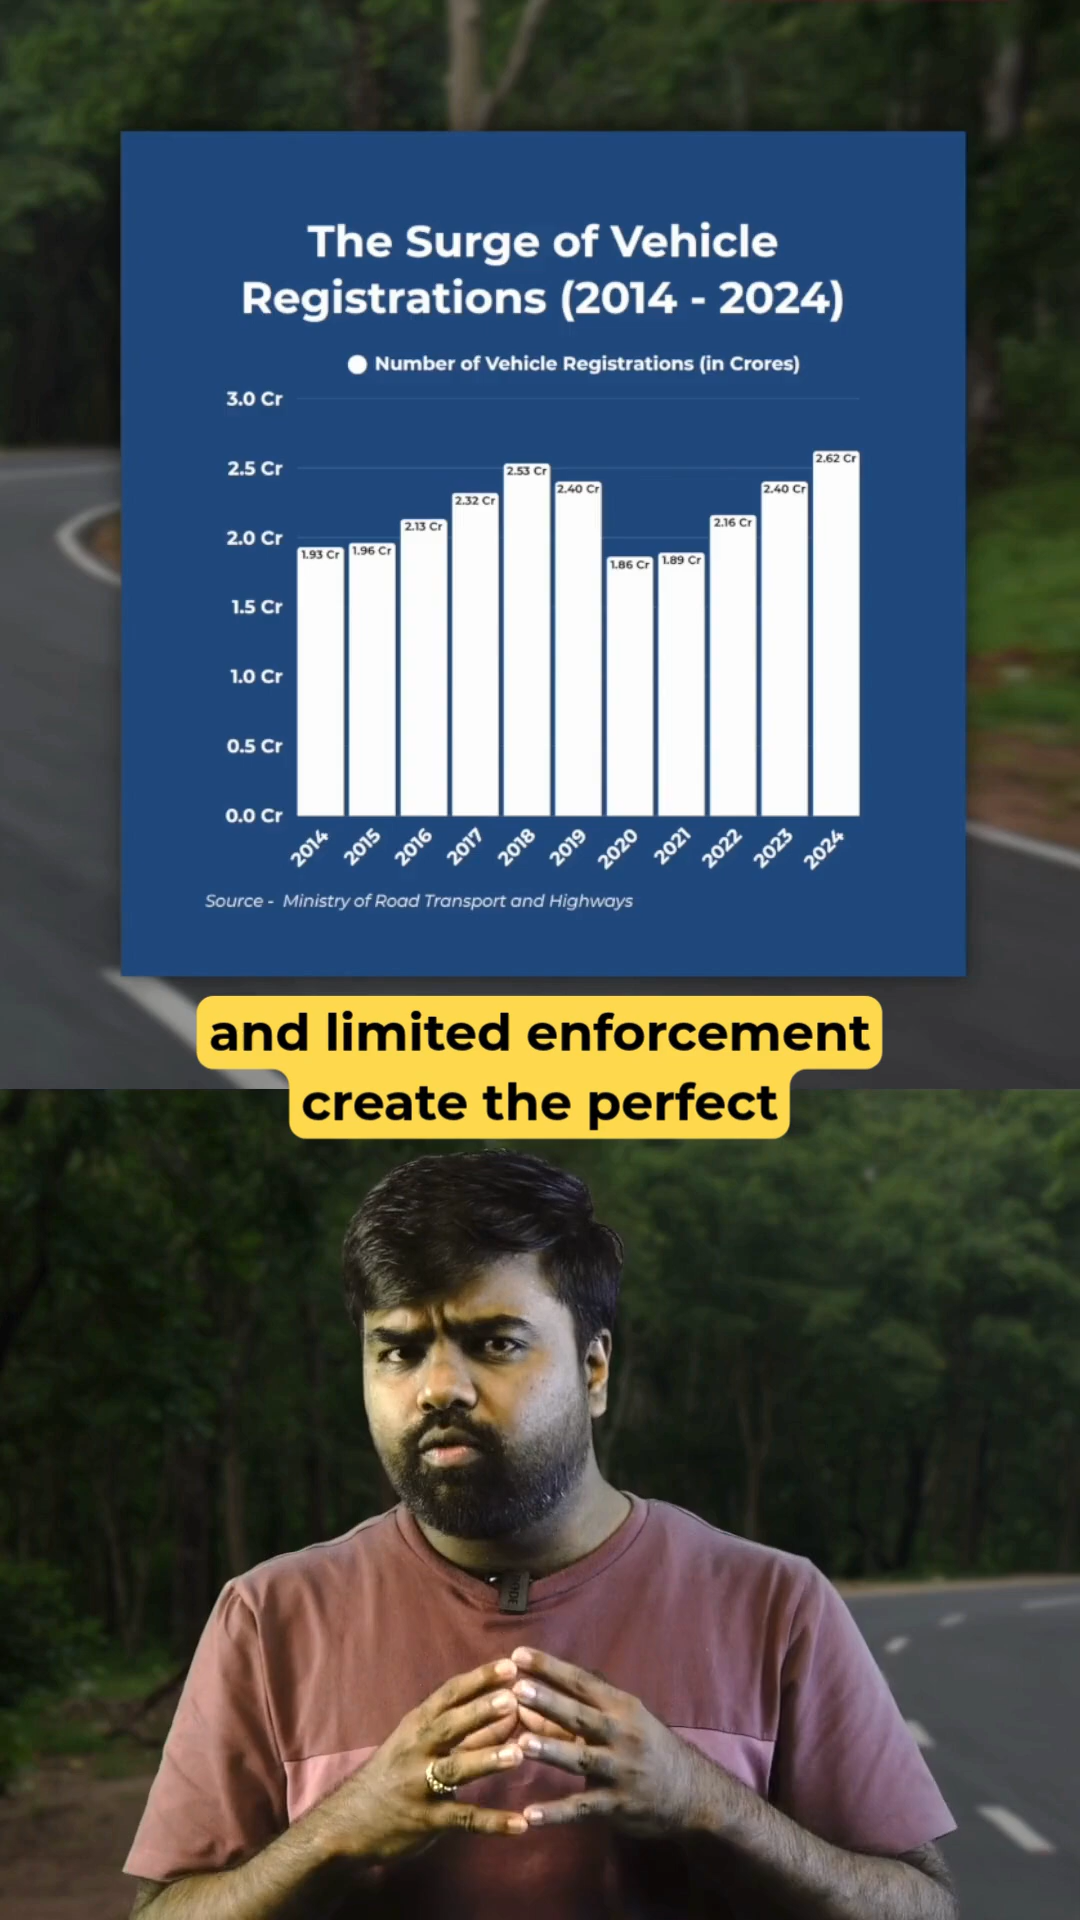 The Surge of Vehicle
Registrations (2014 - 2024)
Number of Vehicle Registrations (in Crores)
3.0 Cr
2.5 Cr
2.0 Cr
1.5 Cr
1.0 Cr
0.5 Cr
0.0 Cr
1.93 Cr
1.96 Cr
2.13 Cr
2.32 Cr
2.53 Cr
2.40 Cr
1.86 Cr
1.89 Cr
2.16 Cr
2.40 Cr
2.62 Cr
2014
2015
2016
2017
2018
2019
2020
2021
2022
2023
2024
Source - Ministry of Road Transport and Highways
and limited enforcement
create the perfect